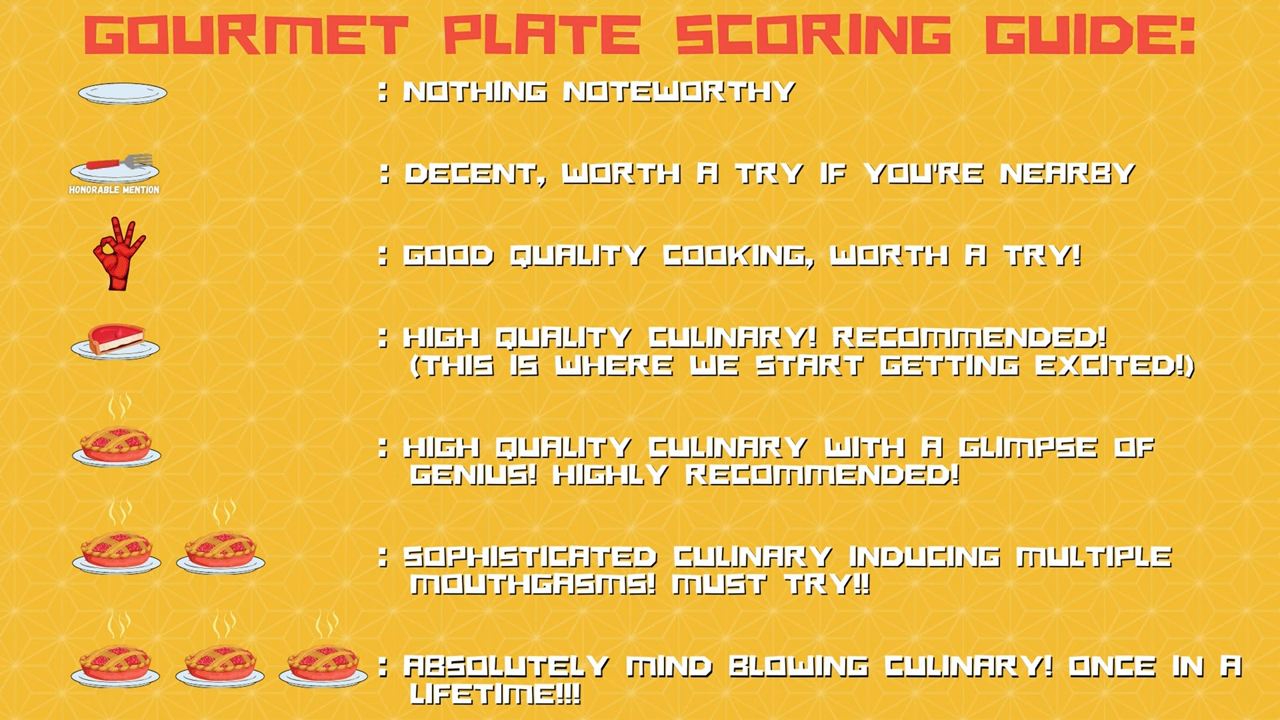 GOURMET PLATE SCORING GUIDE:
: NOTHING NOTEWORTHY
HONORABLE MENTION
: DECENT, WORTH A TRY IF YOU'RE NEARBY
: GOOD QUALITY COOKING, WORTH A TRY!
: HIGH QUALITY CULINARY! RECOMMENDED!
(THIS IS WHERE WE START GETTING EXCITED!)
: HIGH QUALITY CULINARY WITH A GLIMPSE OF
GENIUS! HIGHLY RECOMMENDED!
: SOPHISTICATED CULINARY INDUCING MULTIPLE
MOUTHGASMS! MUST TRY!!
: ABSOLUTELY MIND BLOWING CULINARY! ONCE IN A
LIFETIME!!!